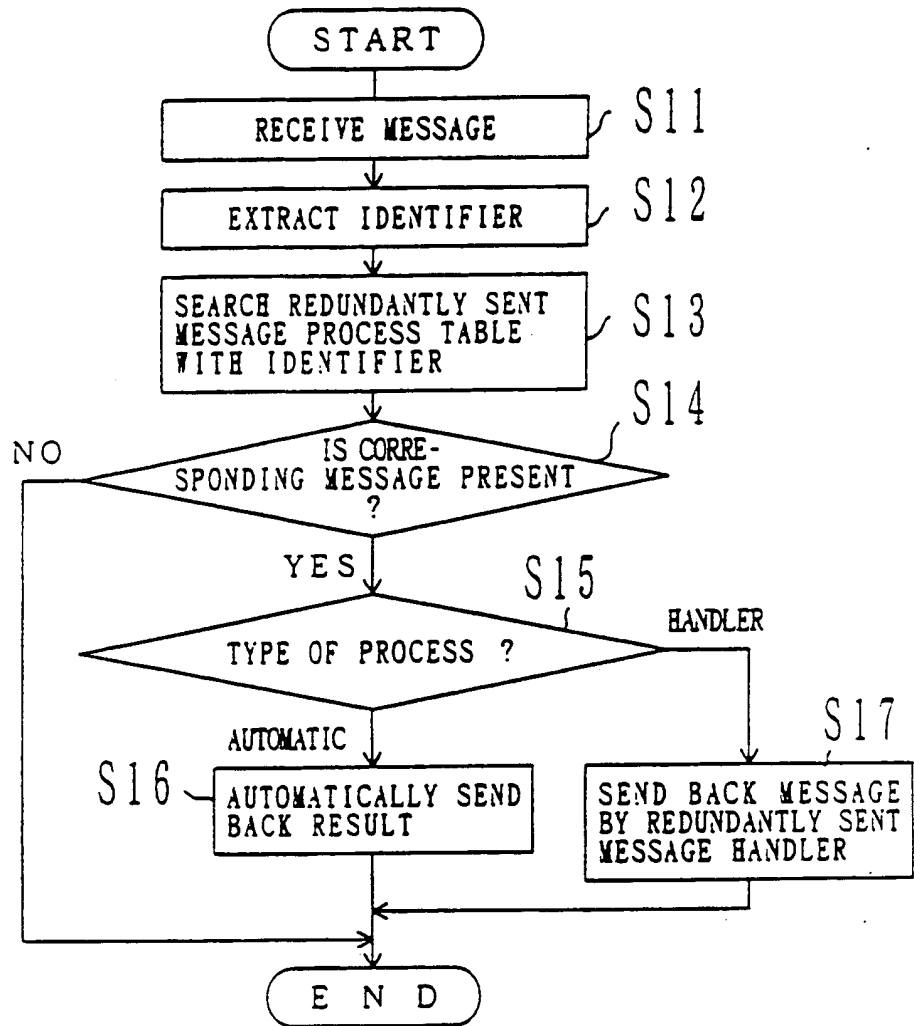 START
RECEIVE MESSAGE
S11
EXTRACT IDENTIFIER
S12
SEARCH REDUNDANTLY SENT
MESSAGE PROCESS TABLE
WITH IDENTIFIER
S13
S14
NO
IS CORRE-
SPONDING MESSAGE PRESENT
?
YES
S15
HANDLER
TYPE OF PROCESS ?
AUTOMATIC
S16
AUTOMATICALLY SEND
BACK RESULT
S17
SEND BACK MESSAGE
BY REDUNDANTLY SENT
MESSAGE HANDLER
END